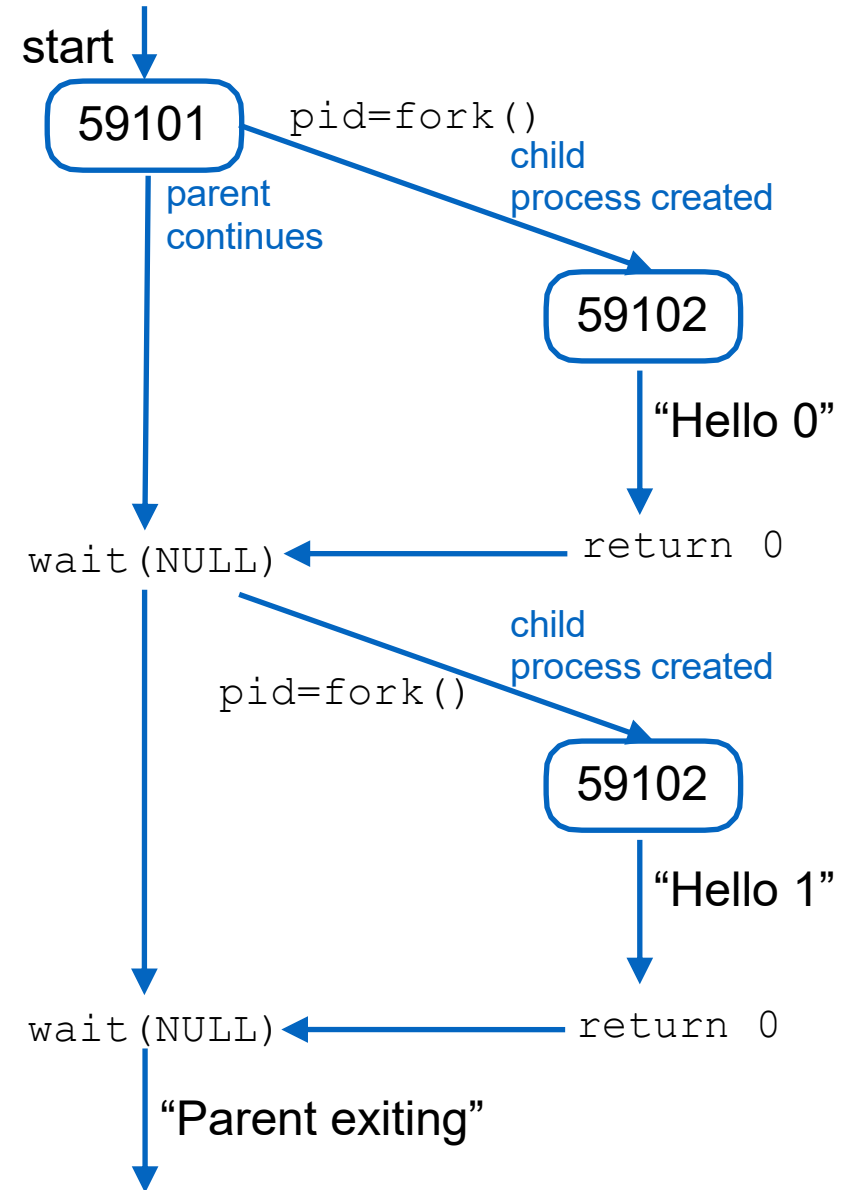 start
59101
pid=fork()
child
process created
parent
continues
59102
“Hello 0”
return 0
wait(NULL)
child
process created
pid=fork()
59102
“Hello 1”
return 0
wait(NULL)
“Parent exiting”